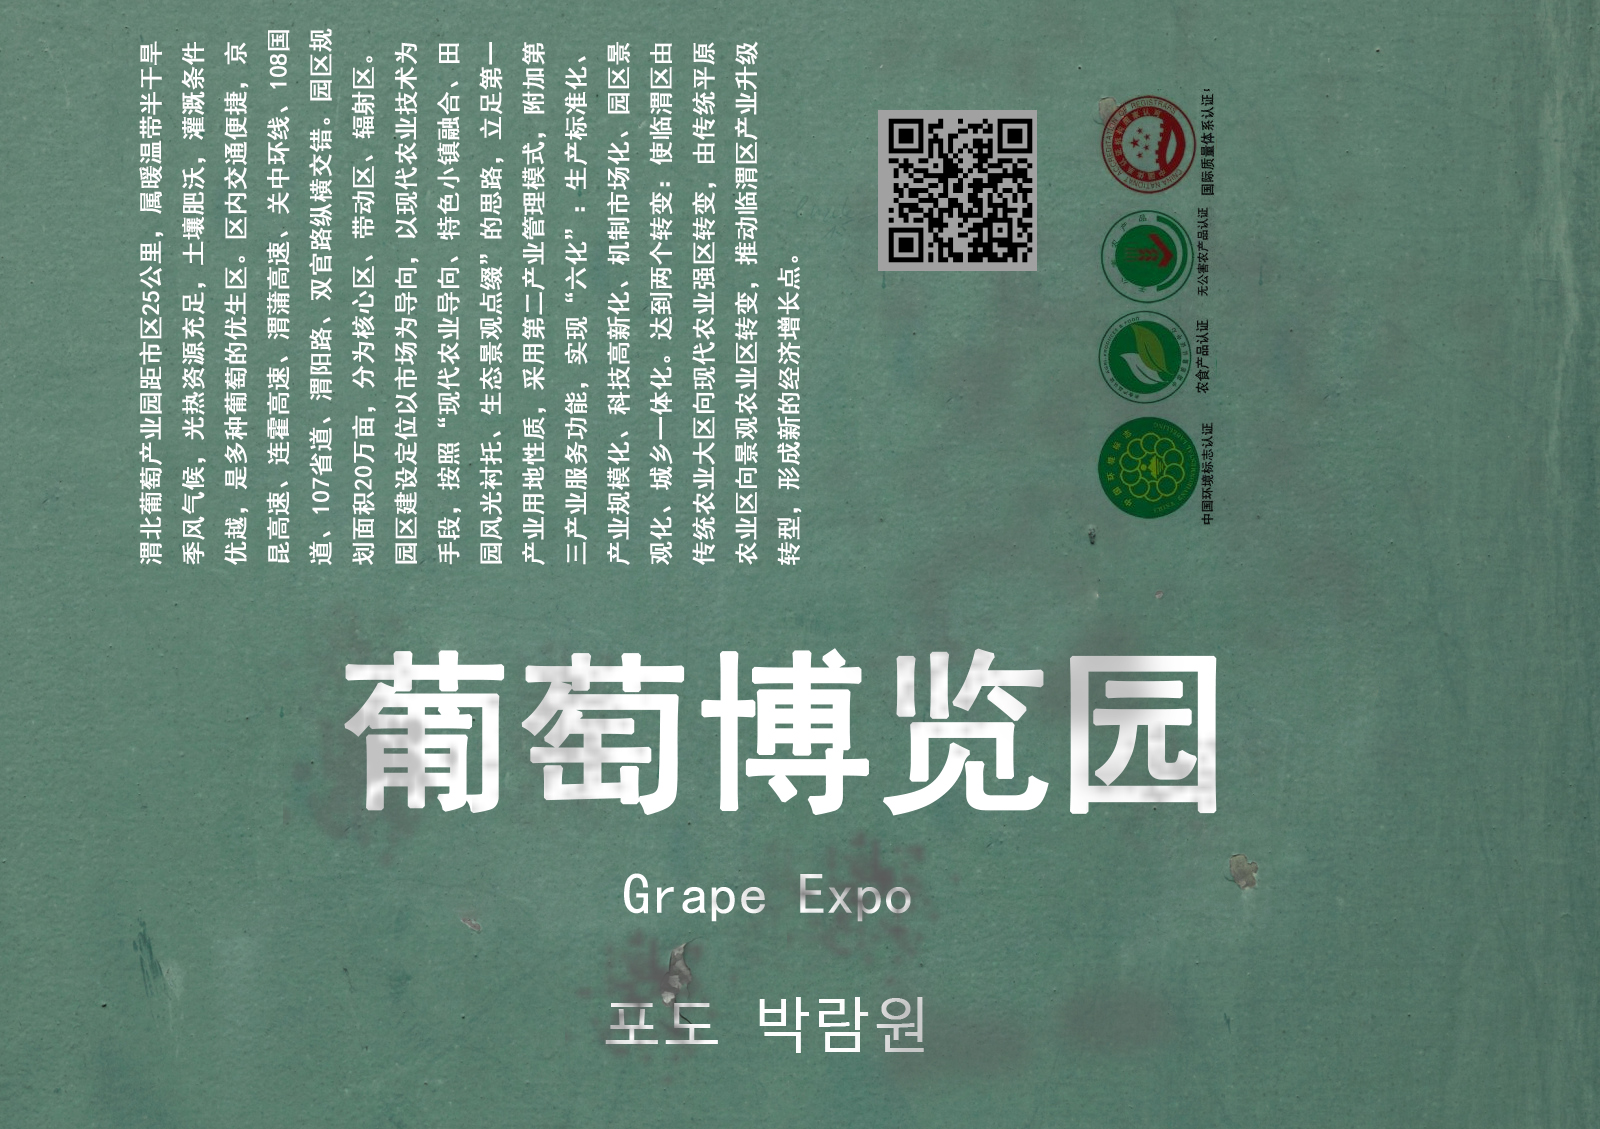 渭北葡萄产业园距市区25公里，属暖温带半干旱
季风气候，光热资源充足，土壤肥沃，灌溉条件
优越，是多种葡萄的优生区。区内交通便捷，京
昆高速、连霍高速、渭蒲高速、关中环线、108国
道、107省道、渭阳路、双官路纵横交错。园区规
划面积20万亩，分为核心区、带动区、辐射区。
园区建设定位以市场为导向，以现代农业技术为
手段，按照“现代农业导向、特色小镇融合、田
园风光衬托、生态景观点缀”的思路，立足第一
产业用地性质，采用第二产业管理模式，附加第
三产业服务功能，实现“六化”：生产标准化、
产业规模化、科技高新化、机制市场化、园区景
观化、城乡一体化。达到两个转变：使临渭区由
传统农业大区向现代农业强区转变，由传统平原
农业区向景观农业区转变，推动临渭区产业升级
转型，形成新的经济增长点。
国际质量体系认证
无公害农产品认证
农食产品认证
中国环境标志认证
葡萄博览园
Grape Expo
포도 박람원